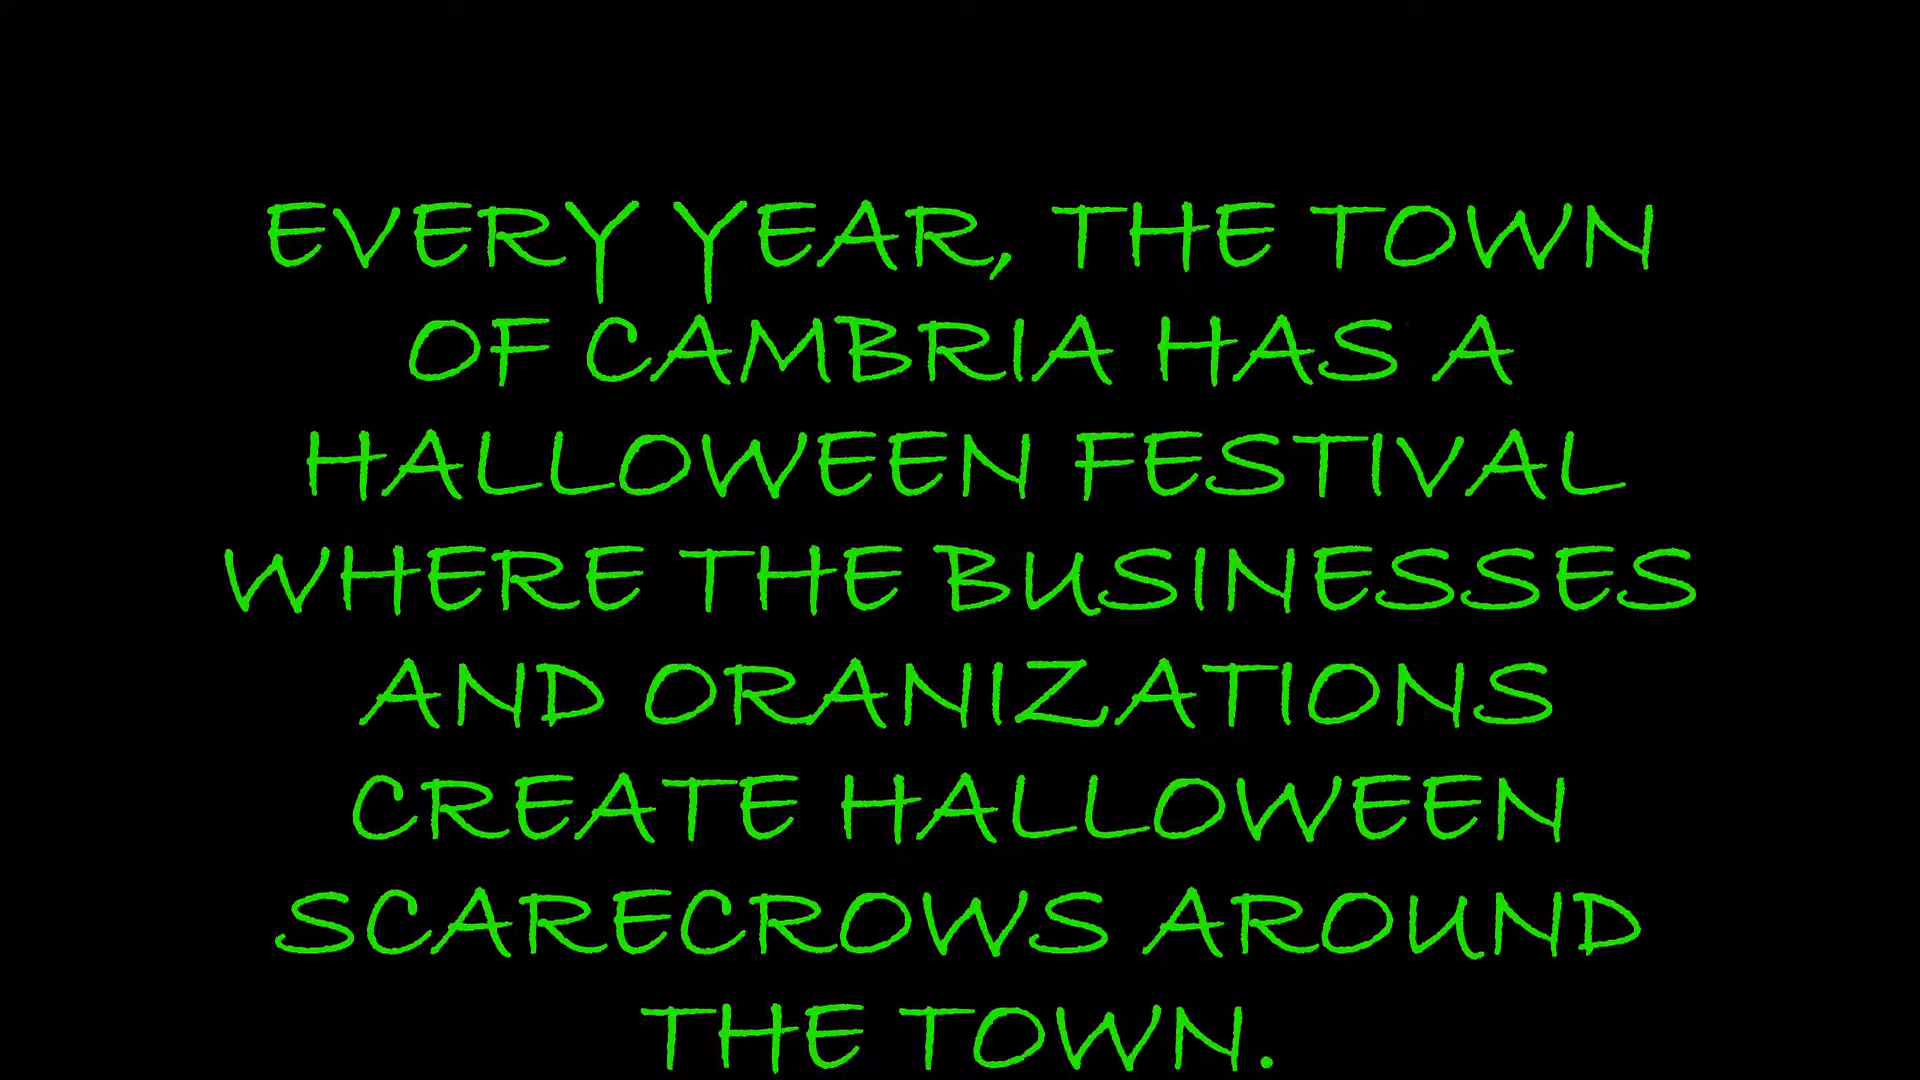 EVERY YEAR, THE TOWN
OF CAMBRIA HAS A
HALLOWEEN FESTIVAL
WHERE THE BUSINESSES
AND ORANIZATIONS
CREATE HALLOWEEN
SCARECROWS AROUND
THE TOWN.